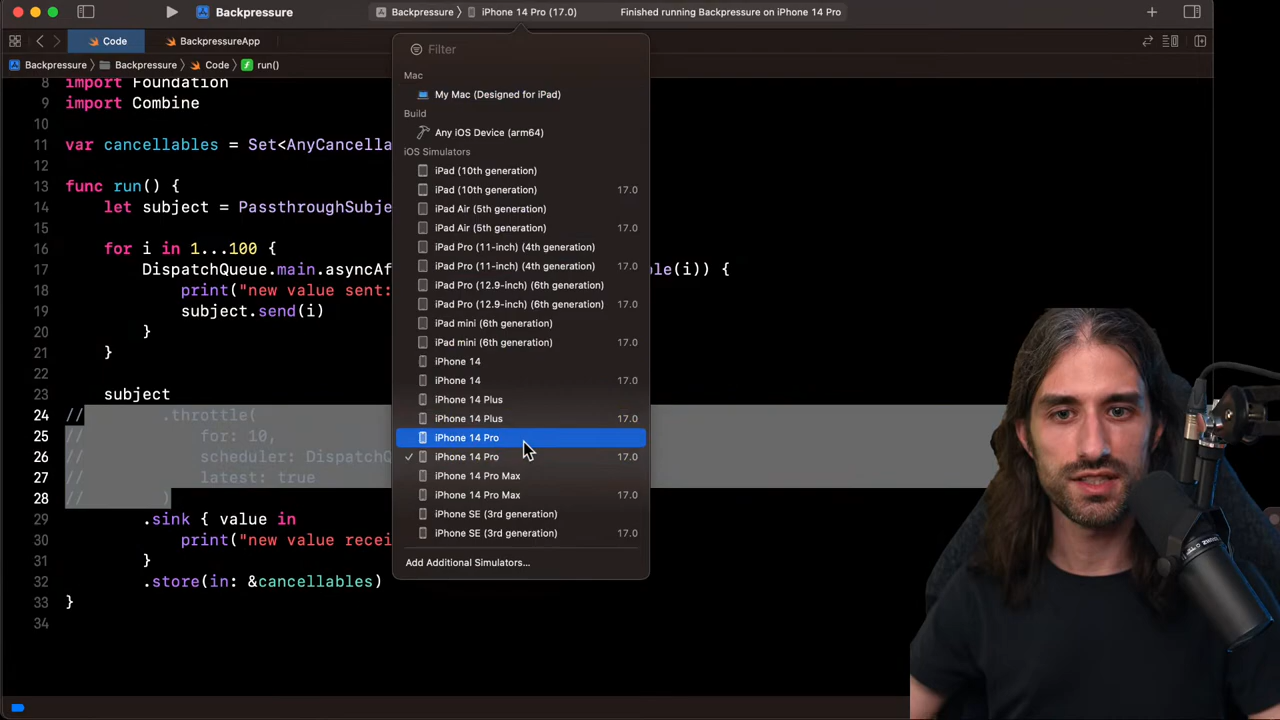 Backpressure
Backpressure
iPhone 14 Pro (17.0)
Finished running Backpressure on iPhone 14 Pro
Code
BackpressureApp
Backpressure
Backpressure
Code
run()
8 import Foundation
9 import Combine
10
11 var cancellables = Set<AnyCancella
12
13 func run() {
14 let subject = PassthroughSubje
15
16 for i in 1...100 {
17 DispatchQueue.main.asyncAf ble(i)) {
18 print("new value sent:
19 subject.send(i)
20 }
21 }
22
23 subject
24 // .throttle(
25 // for: 10,
26 // scheduler: DispatchQ
27 // latest: true
28 // )
29 .sink { value in
30 print("new value recei
31 }
32 .store(in: &cancellables)
33 }
34
Filter
Mac
My Mac (Designed for iPad)
Build
Any iOS Device (arm64)
iOS Simulators
iPad (10th generation)
iPad (10th generation) 17.0
iPad Air (5th generation)
iPad Air (5th generation) 17.0
iPad Pro (11-inch) (4th generation)
iPad Pro (11-inch) (4th generation) 17.0
iPad Pro (12.9-inch) (6th generation)
iPad Pro (12.9-inch) (6th generation) 17.0
iPad mini (6th generation)
iPad mini (6th generation) 17.0
iPhone 14
iPhone 14 17.0
iPhone 14 Plus
iPhone 14 Plus 17.0
iPhone 14 Pro
iPhone 14 Pro 17.0
iPhone 14 Pro Max
iPhone 14 Pro Max 17.0
iPhone SE (3rd generation)
iPhone SE (3rd generation) 17.0
Add Additional Simulators...